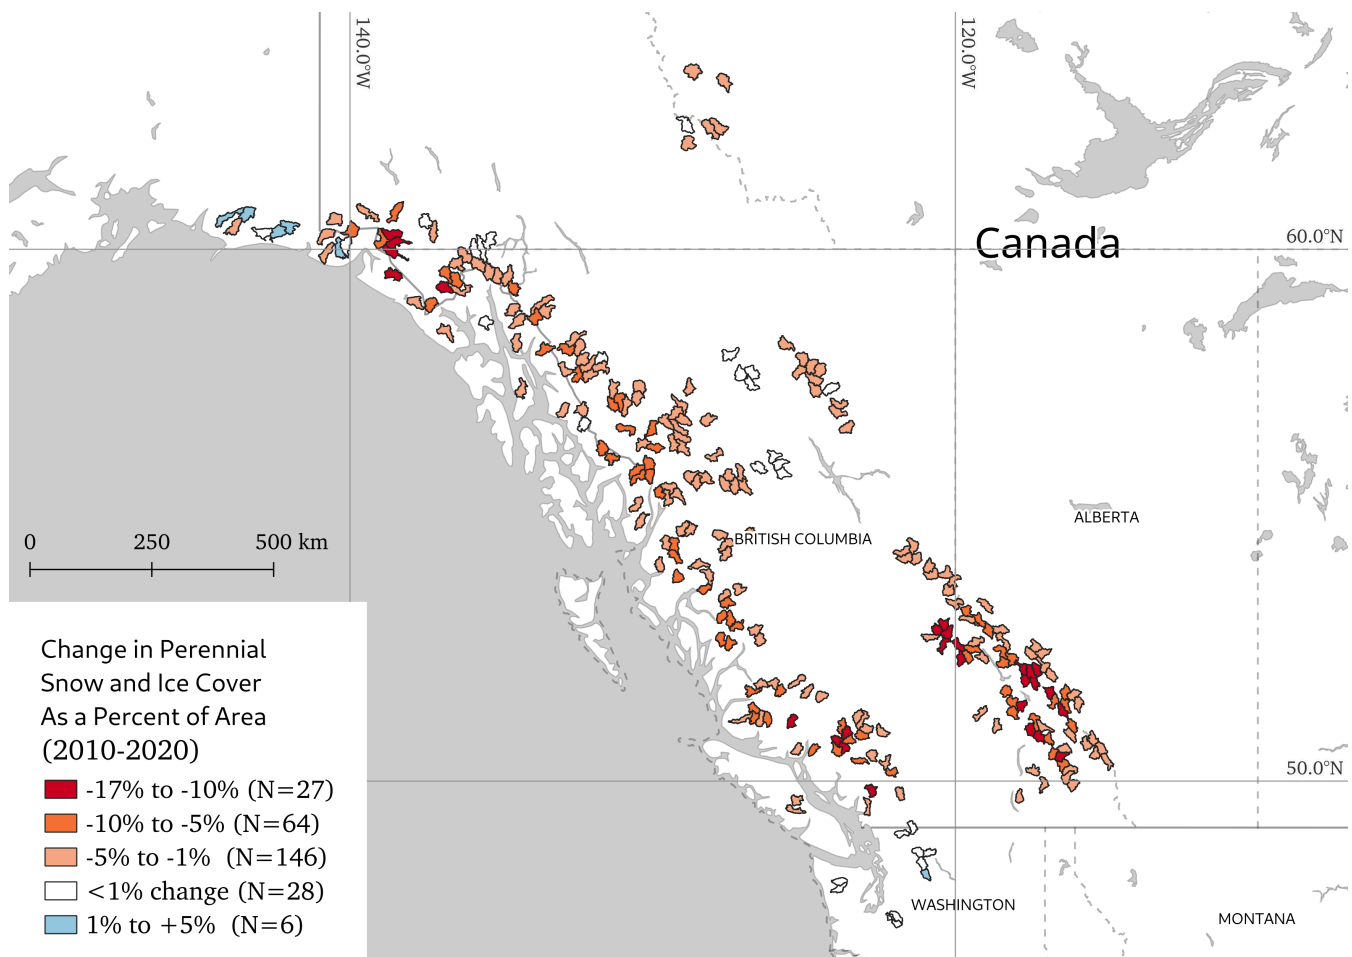 140.0°W
120.0°W
Canada
60.0°N
ALBERTA
BRITISH COLUMBIA
0 250 500 km
Change in Perennial
Snow and Ice Cover
As a Percent of Area
(2010-2020)
-17% to -10% (N=27)
-10% to -5% (N=64)
-5% to -1% (N=146)
<1% change (N=28)
1% to +5% (N=6)
50.0°N
WASHINGTON
MONTANA